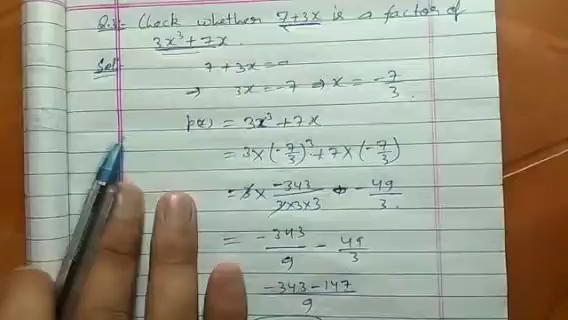 Q.3: Check whether 7+3x is a factor of
3x³+7x.
Sol:- 7+3x=0
⇒ 3x=-7 ⇒ x = -7/3.
p(x) = 3x³+7x
= 3×(-7/3)³+7×(-7/3)
= 3× -343/3×3×3 - 49/3.
= -343/9 - 49/3
-343-147/9